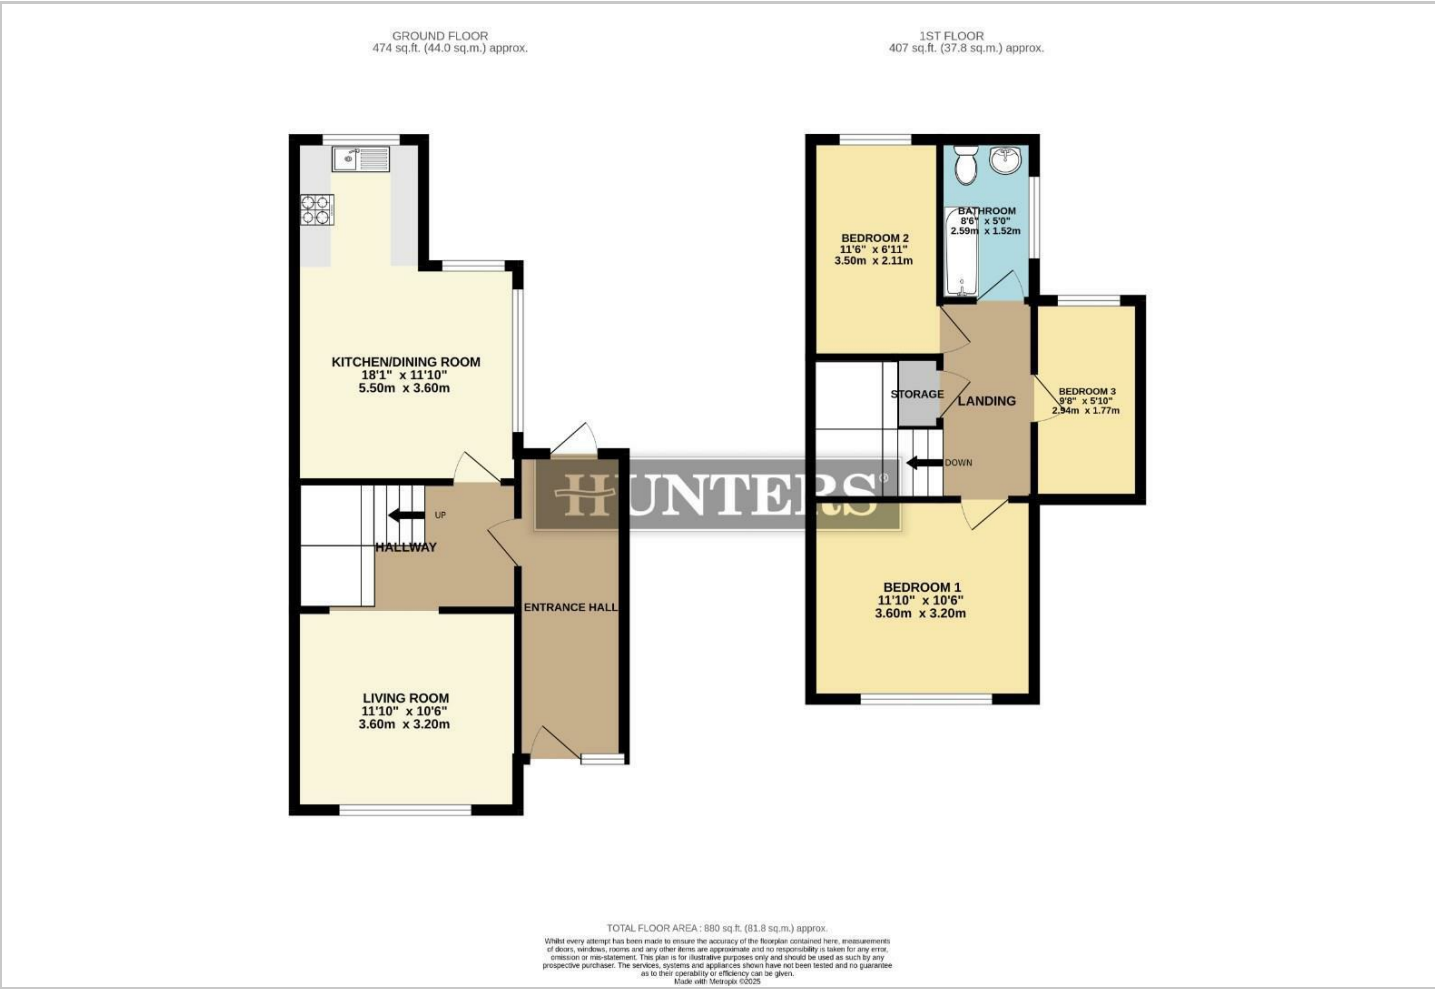 GROUND FLOOR
474 sq.ft. (44.0 sq.m.) approx.
1ST FLOOR
407 sq.ft. (37.8 sq.m.) approx.
KITCHEN/DINING ROOM
18'1" x 11'10"
5.50m x 3.60m
UP
HALLWAY
ENTRANCE HALL
LIVING ROOM
11'10" x 10'6"
3.60m x 3.20m
HUNTERS®
BEDROOM 2
11'6" x 6'11"
3.50m x 2.11m
BATHROOM
8'6" x 5'0"
2.59m x 1.52m
STORAGE
LANDING
BEDROOM 3
9'8" x 5'10"
2.94m x 1.77m
DOWN
BEDROOM 1
11'10" x 10'6"
3.60m x 3.20m
TOTAL FLOOR AREA : 880 sq.ft. (81.8 sq.m.) approx.
Whilst every attempt has been made to ensure the accuracy of the floorplan contained here, measurements
of doors, windows, rooms and any other items are approximate and no responsibility is taken for any error,
omission or mis-statement. This plan is for illustrative purposes only and should be used as such by any
prospective purchaser. The services, systems and appliances shown have not been tested and no guarantee
as to their operability or efficiency can be given.
Made with Metropix ©2025